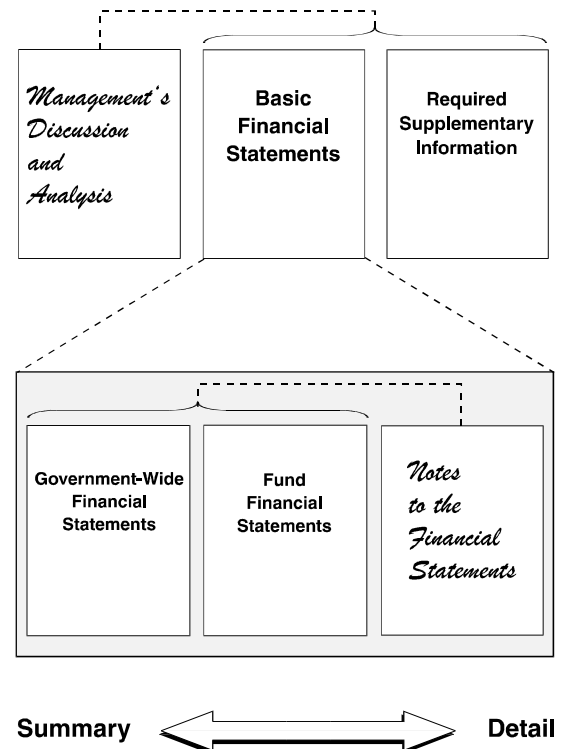 Management's
Discussion
and
Analysis
Basic
Financial
Statements
Required
Supplementary
Information
Government-Wide
Financial
Statements
Fund
Financial
Statements
Notes
to the
Financial
Statements
Summary
Detail